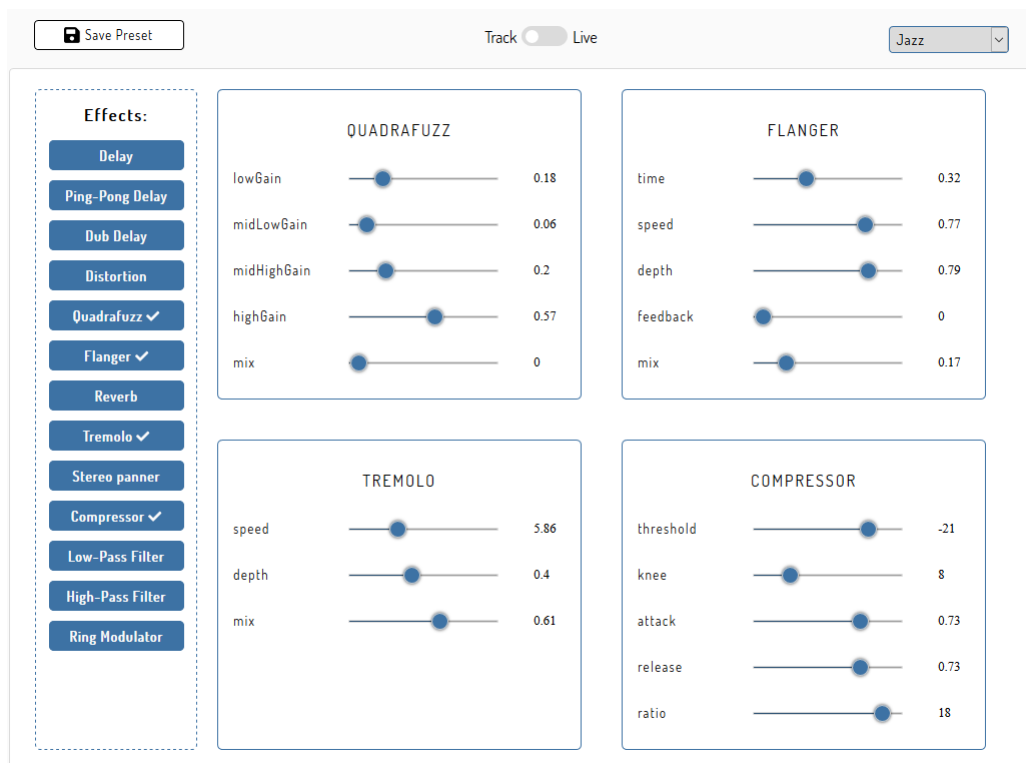 Save Preset
Track Live
Jazz
Effects:
Delay
Ping-Pong Delay
Dub Delay
Distortion
Quadrafuzz ✓
Flanger ✓
Reverb
Tremolo ✓
Stereo panner
Compressor ✓
Low-Pass Filter
High-Pass Filter
Ring Modulator
QUADRAFUZZ
lowGain 0.18
midLowGain 0.06
midHighGain 0.2
highGain 0.57
mix 0
FLANGER
time 0.32
speed 0.77
depth 0.79
feedback 0
mix 0.17
TREMOLO
speed 5.86
depth 0.4
mix 0.61
COMPRESSOR
threshold -21
knee 8
attack 0.73
release 0.73
ratio 18